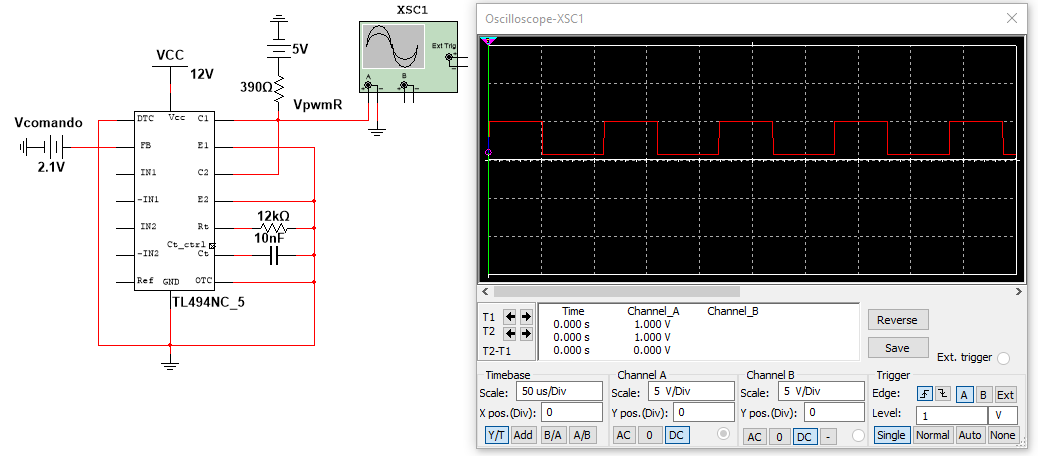 XSC1
Ext Trig
+
-
A
B
+ -
+ -
5V
390Ω
VpwmR
VCC
12V
Vcomando
2.1V
DTC Vcc C1
FB E1
IN1 C2
-IN1 E2
IN2 Rt
Ct_ctrl
-IN2 Ct
Ref GND OTC
12kΩ
10nF
TL494NC_5
Oscilloscope-XSC1
Time Channel_A Channel_B
T1 0.000 s 1.000 V
T2 0.000 s 1.000 V
T2-T1 0.000 s 0.000 V
Reverse
Save
Ext. trigger
Timebase
Scale: 50 us/Div
X pos.(Div): 0
Y/T Add B/A A/B
Channel A
Scale: 5 V/Div
Y pos.(Div): 0
AC 0 DC
Channel B
Scale: 5 V/Div
Y pos.(Div): 0
AC 0 DC -
Trigger
Edge: A B Ext
Level: 1 V
Single Normal Auto None